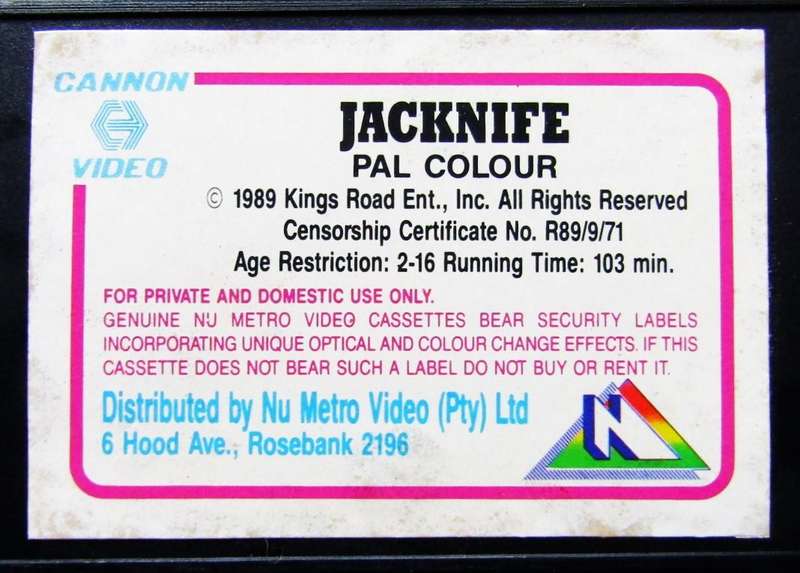 CANNON
VIDEO
JACKNIFE
PAL COLOUR
© 1989 Kings Road Ent., Inc. All Rights Reserved
Censorship Certificate No. R89/9/71
Age Restriction: 2-16 Running Time: 103 min.
FOR PRIVATE AND DOMESTIC USE ONLY.
GENUINE NU METRO VIDEO CASSETTES BEAR SECURITY LABELS
INCORPORATING UNIQUE OPTICAL AND COLOUR CHANGE EFFECTS. IF THIS
CASSETTE DOES NOT BEAR SUCH A LABEL DO NOT BUY OR RENT IT.
Distributed by Nu Metro Video (Pty) Ltd
6 Hood Ave., Rosebank 2196
N